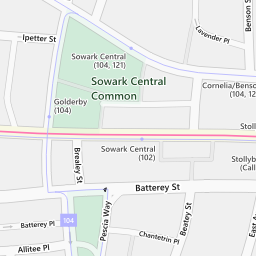 Benson S
Ipetter St
Lavender Pl
Sowark Central
(104, 121)
Sowark Central
Common
Cornelia/Benso
(104, 12
Golderby
(104)
Stol
Sowark Central
(102)
Stollyb
(Call
Brealey St
Batterey St
104
Batterey Pl
Pescia Way
Beatey St
East A
Chantetrin Pl
Allitee Pl